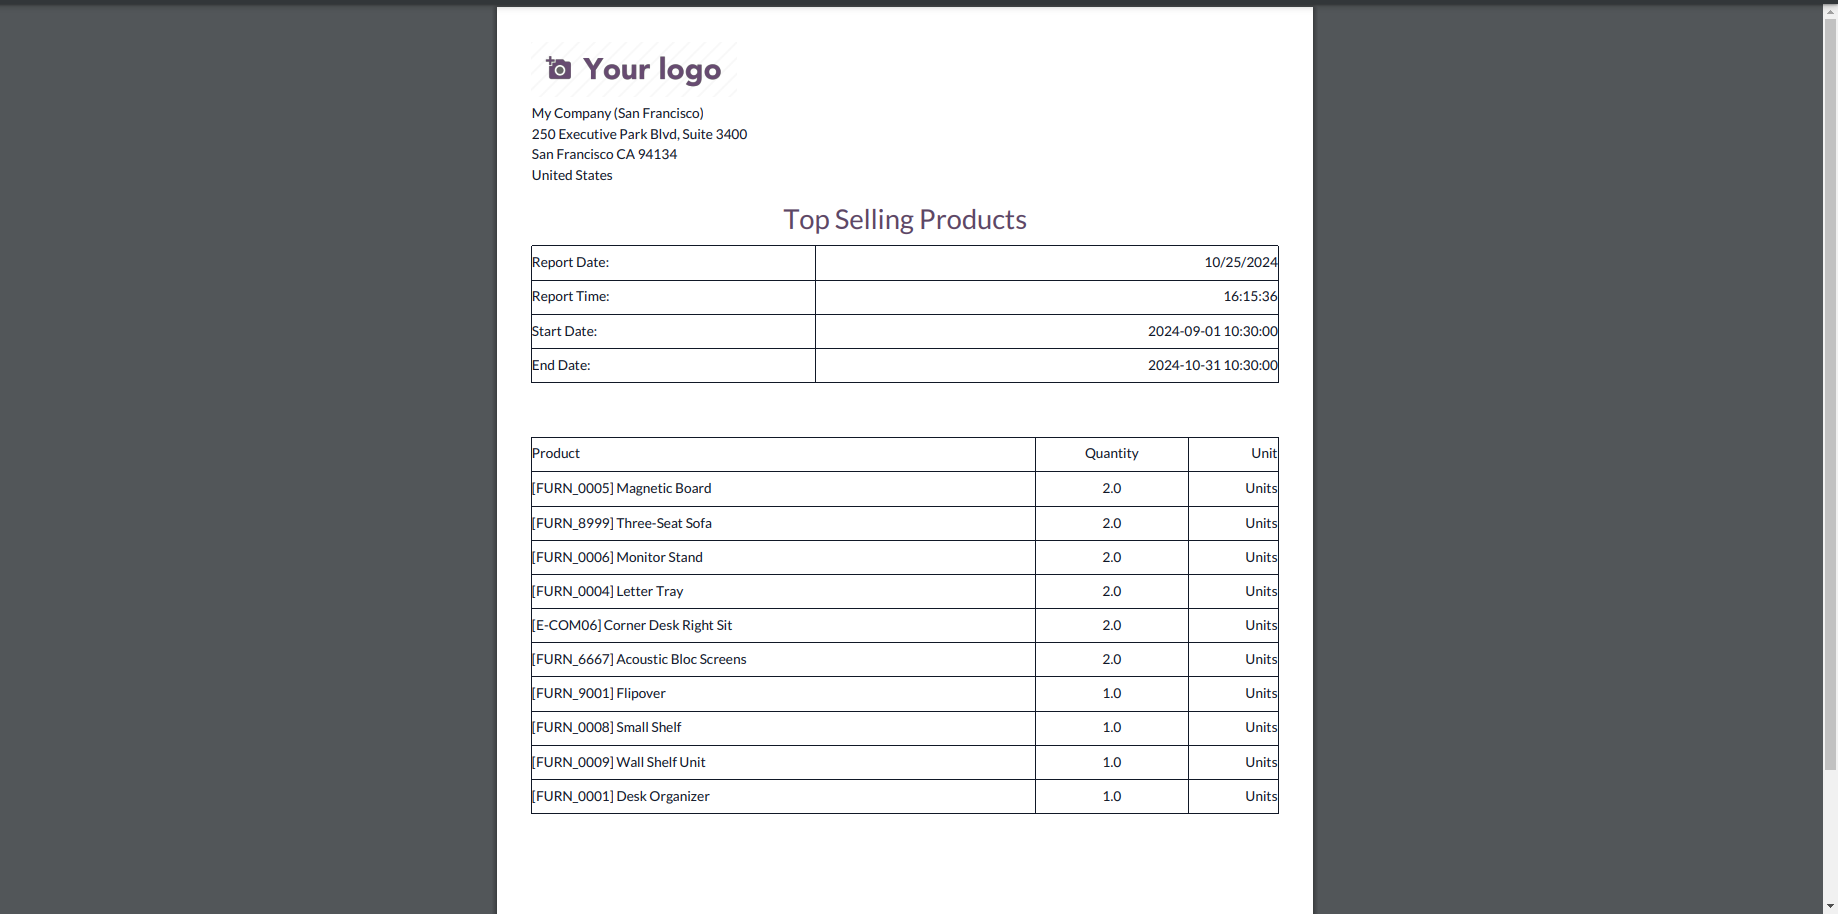 Your logo
My Company (San Francisco)
250 Executive Park Blvd, Suite 3400
San Francisco CA 94134
United States
Top Selling Products
Report Date: 10/25/2024
Report Time: 16:15:36
Start Date: 2024-09-01 10:30:00
End Date: 2024-10-31 10:30:00
Product Quantity Unit
[FURN_0005] Magnetic Board 2.0 Units
[FURN_8999] Three-Seat Sofa 2.0 Units
[FURN_0006] Monitor Stand 2.0 Units
[FURN_0004] Letter Tray 2.0 Units
[E-COM06] Corner Desk Right Sit 2.0 Units
[FURN_6667] Acoustic Bloc Screens 2.0 Units
[FURN_9001] Flipover 1.0 Units
[FURN_0008] Small Shelf 1.0 Units
[FURN_0009] Wall Shelf Unit 1.0 Units
[FURN_0001] Desk Organizer 1.0 Units